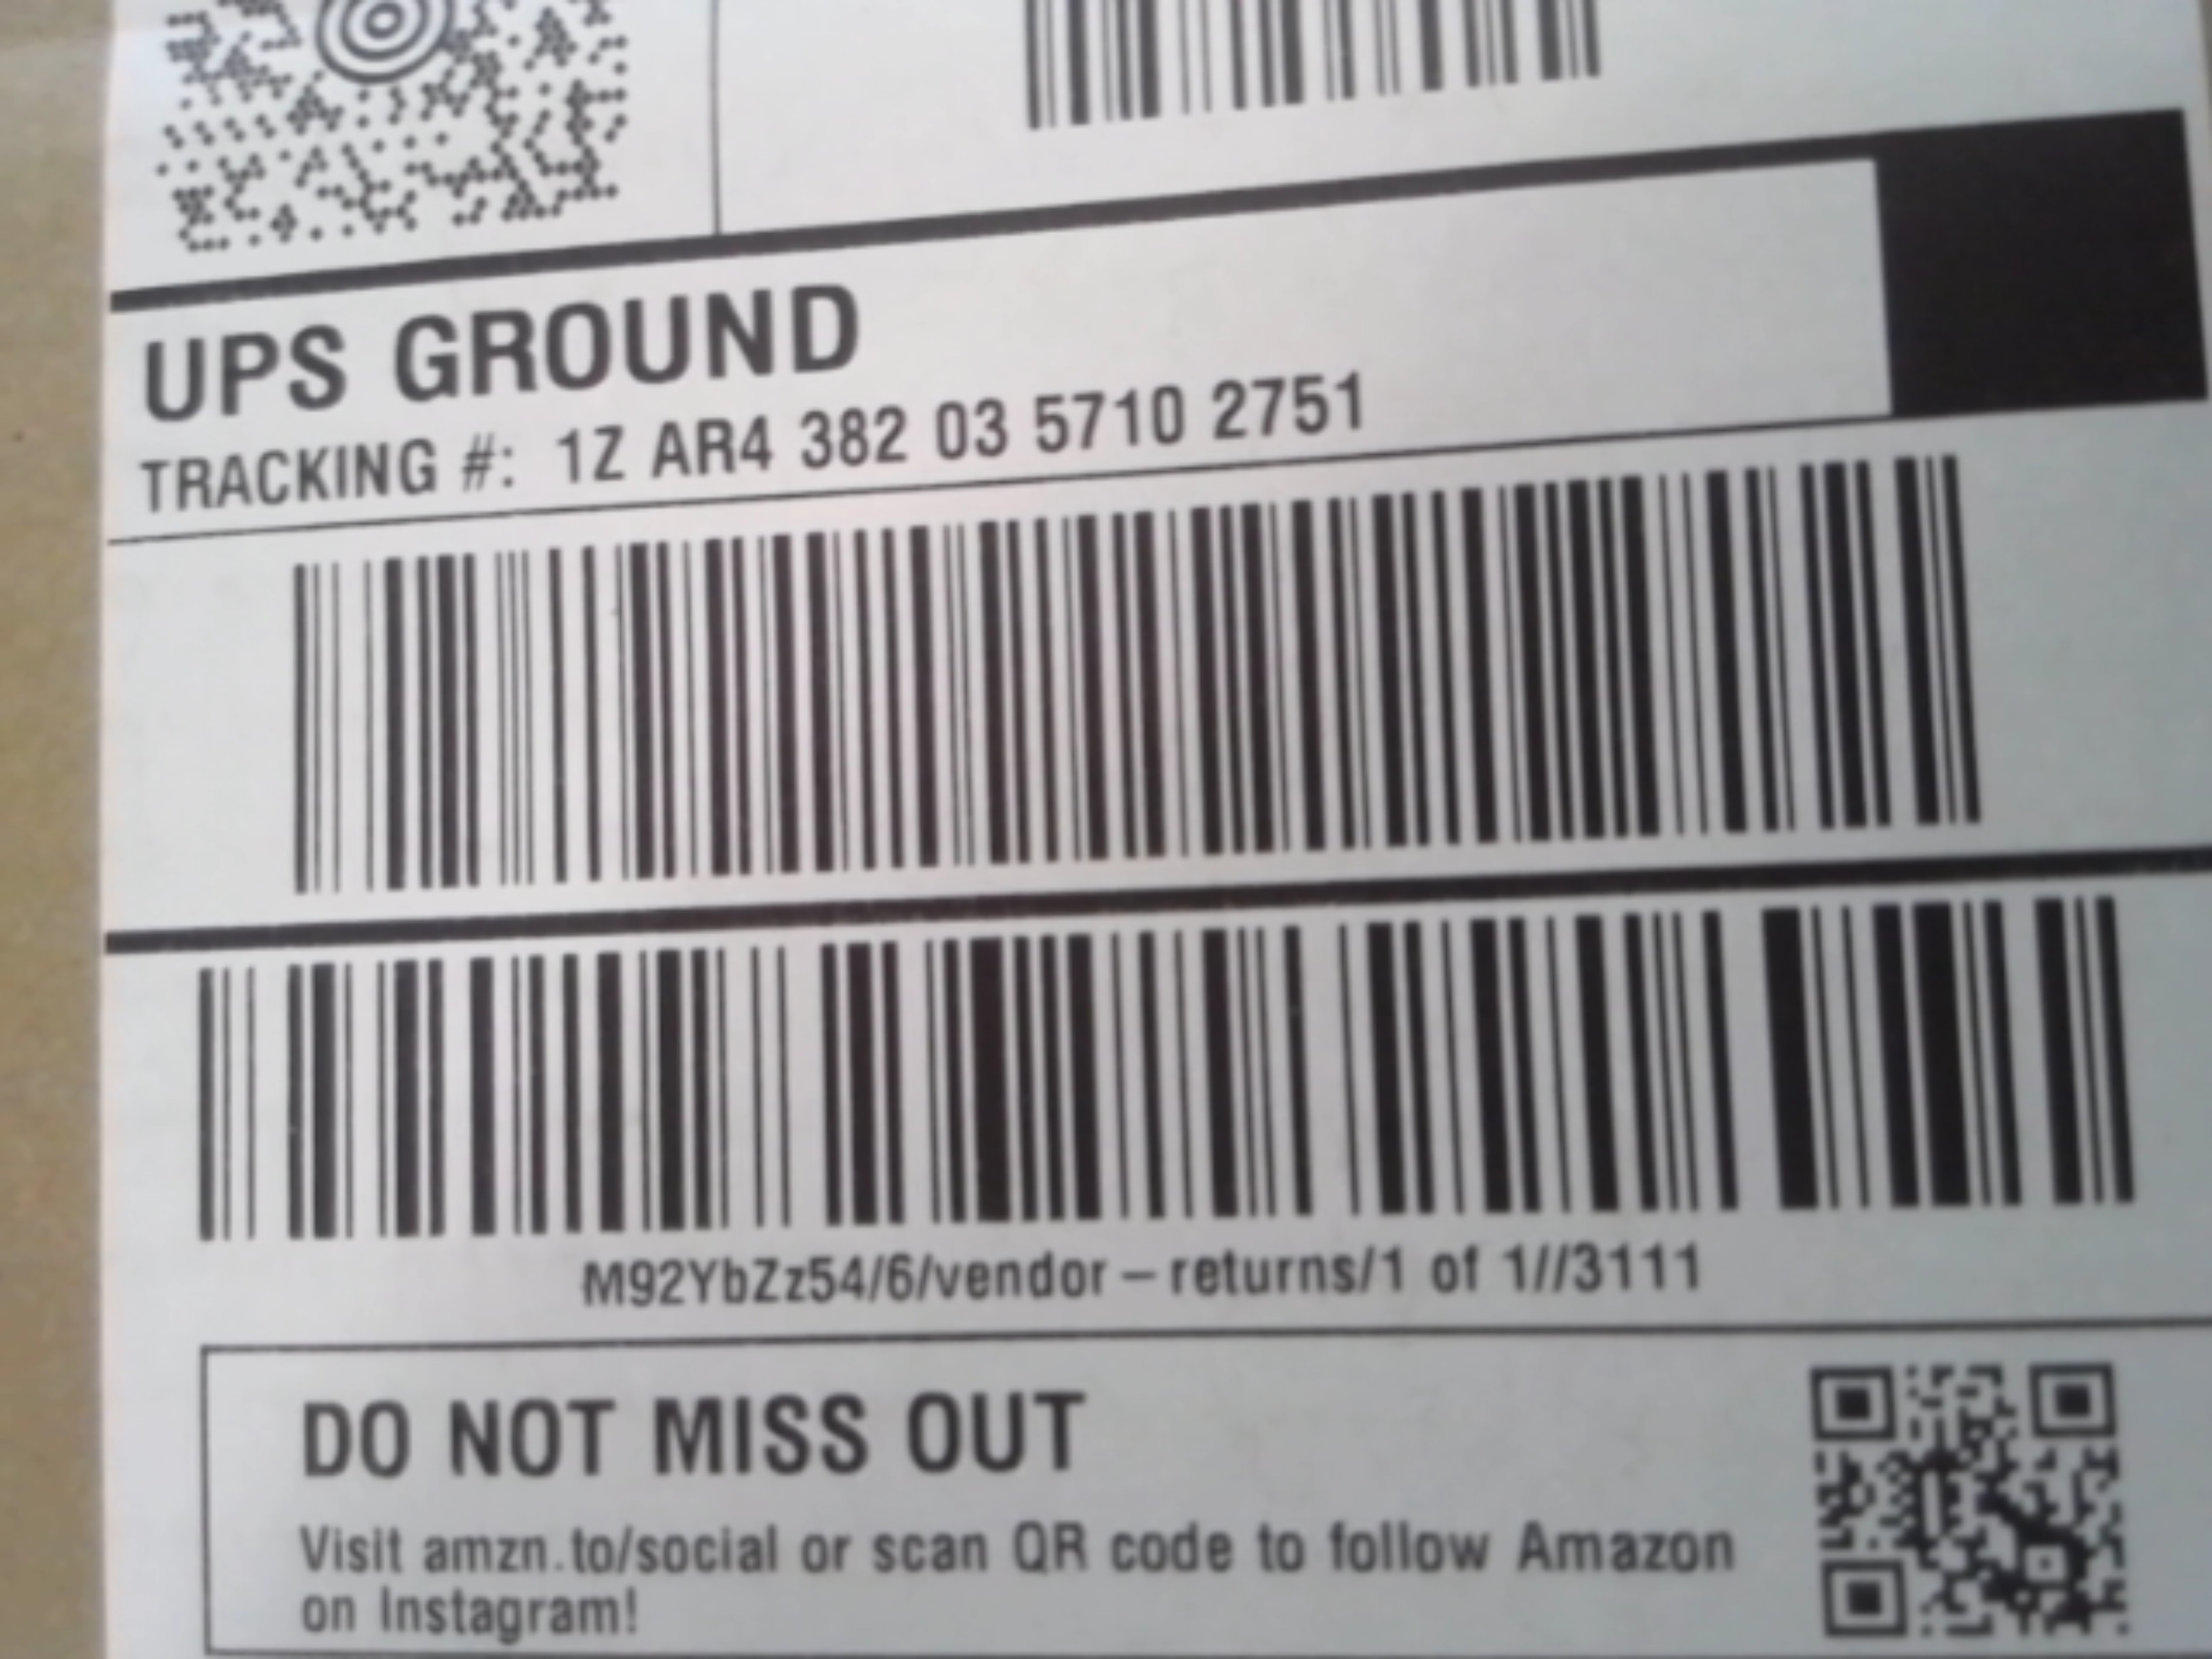 UPS GROUND
TRACKING #: 1Z AR4 382 03 5710 2751
M92YbZz54/6/vendor – returns/1 of 1//3111
DO NOT MISS OUT
Visit amzn.to/social or scan QR code to follow Amazon
on Instagram!